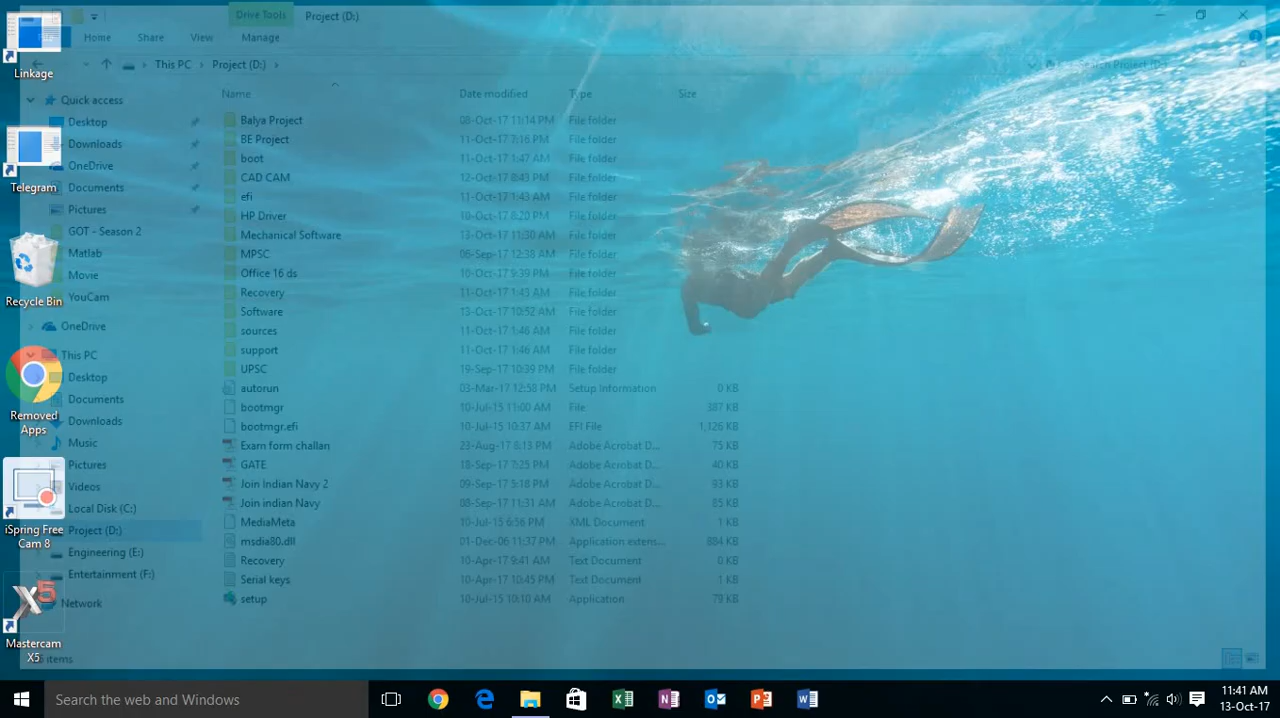 Drive Tools Project (D:)
File Home Share View Manage
This PC > Project (D:) >
Name Date modified Type Size
Quick access
Desktop
Downloads
OneDrive
Documents
Pictures
GOT - Season 2
Matlab
Movie
YouCam
OneDrive
This PC
Desktop
Documents
Downloads
Music
Pictures
Videos
Local Disk (C:)
Project (D:)
Engineering (E:)
Entertainment (F:)
Network
Balya Project 08-Oct-17 11:14 PM File folder
BE Project 11-Oct-17 7:16 PM File folder
boot 11-Oct-17 1:47 AM File folder
CAD CAM 12-Oct-17 8:43 PM File folder
efi 11-Oct-17 1:43 AM File folder
HP Driver 10-Oct-17 8:20 PM File folder
Mechanical Software 13-Oct-17 11:30 AM File folder
MPSC 06-Sep-17 12:38 AM File folder
Office 16 ds 10-Oct-17 9:39 PM File folder
Recovery 11-Oct-17 1:43 AM File folder
Software 13-Oct-17 10:52 AM File folder
sources 11-Oct-17 1:46 AM File folder
support 11-Oct-17 1:46 AM File folder
UPSC 19-Sep-17 10:39 PM File folder
autorun 03-Mar-17 12:58 PM Setup Information 0 KB
bootmgr 10-Jul-15 11:00 AM File 387 KB
bootmgr.efi 10-Jul-15 10:37 AM EFI File 1,126 KB
Exam form challan 23-Aug-17 8:13 PM Adobe Acrobat D... 75 KB
GATE 18-Sep-17 7:25 PM Adobe Acrobat D... 40 KB
Join Indian Navy 2 09-Sep-17 5:18 PM Adobe Acrobat D... 93 KB
Join indian Navy 08-Sep-17 11:31 AM Adobe Acrobat D... 85 KB
MediaMeta 10-Jul-15 6:56 PM XML Document 1 KB
msdia80.dll 01-Dec-06 11:37 PM Application exten... 884 KB
Recovery 10-Apr-17 9:41 AM Text Document 0 KB
Serial keys 10-Apr-17 10:45 PM Text Document 1 KB
setup 10-Jul-15 10:10 AM Application 79 KB
items
Linkage
Telegram
Recycle Bin
Removed
Apps
iSpring Free
Cam 8
Mastercam
X5
Search the web and Windows
11:41 AM
13-Oct-17